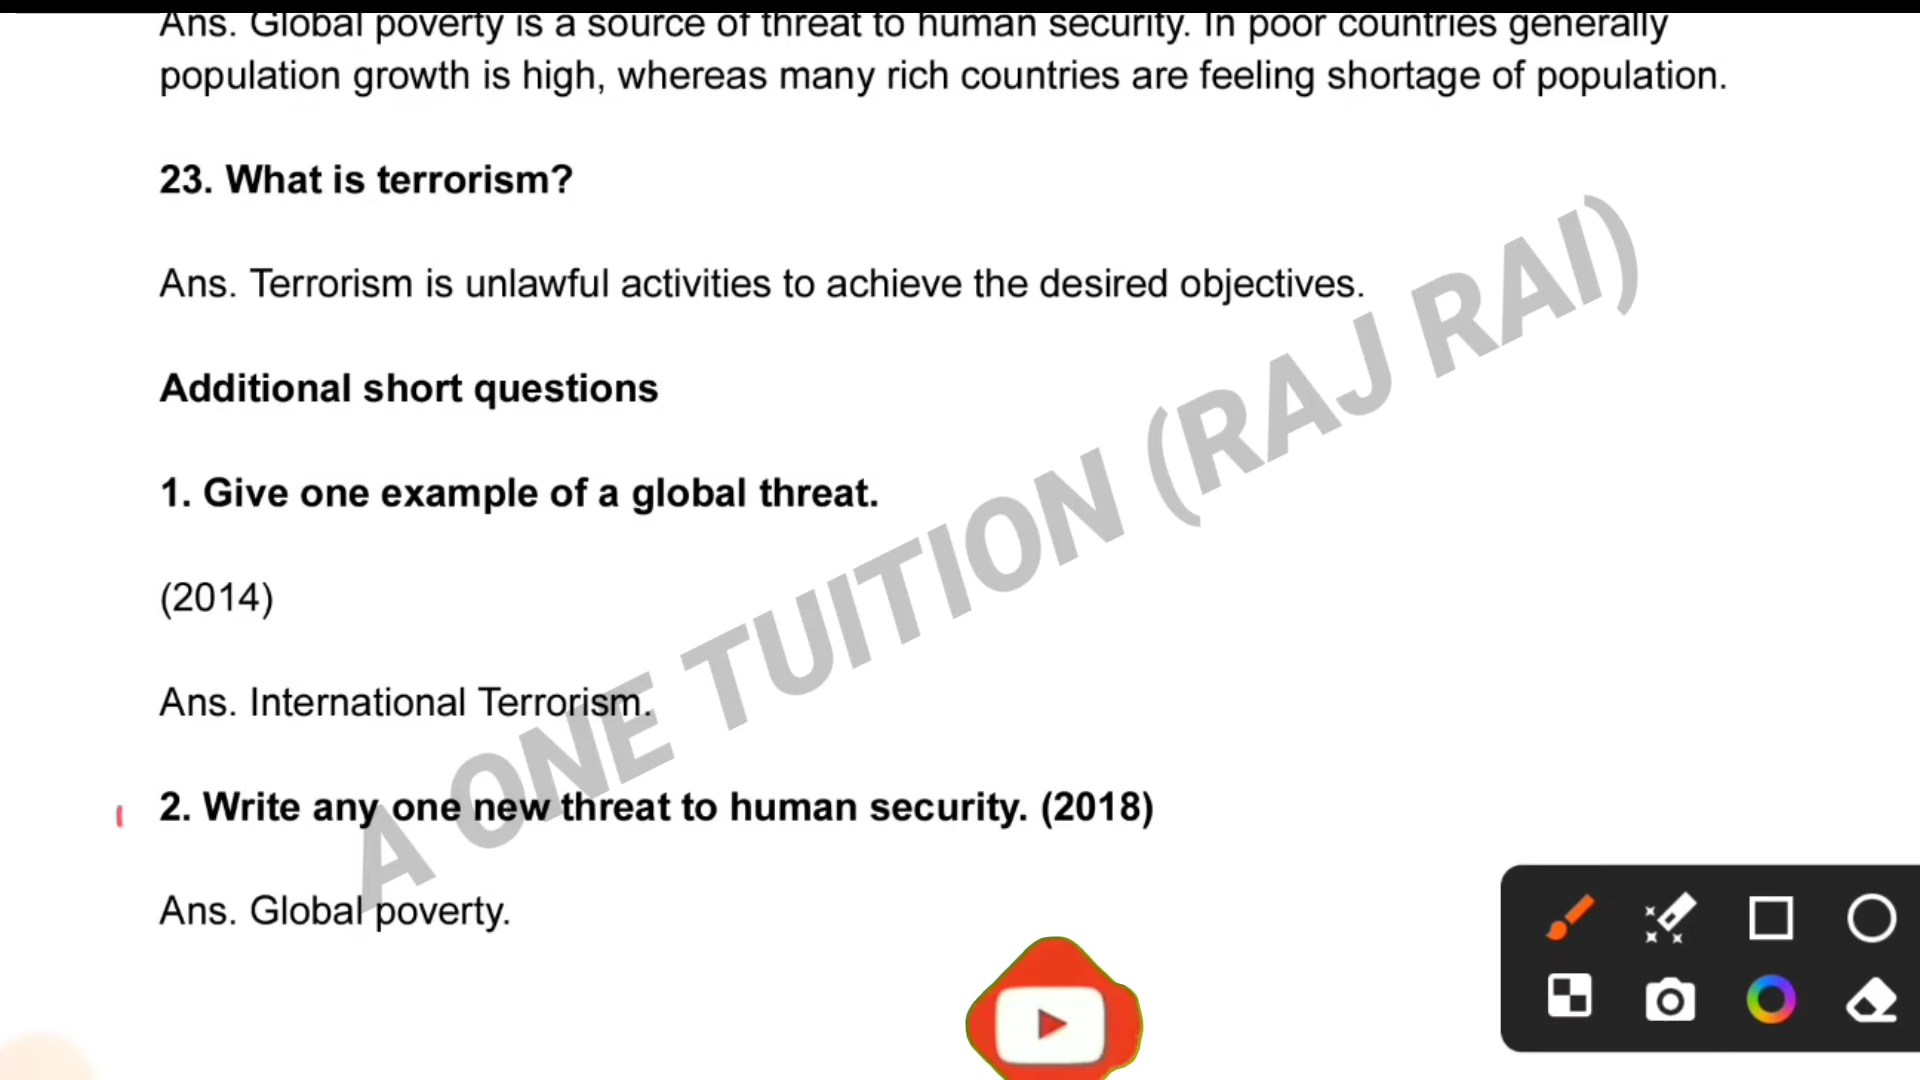 Ans. Global poverty is a source of threat to human security. In poor countries generally
population growth is high, whereas many rich countries are feeling shortage of population.
23. What is terrorism?
Ans. Terrorism is unlawful activities to achieve the desired objectives.
Additional short questions
1. Give one example of a global threat.
(2014)
Ans. International Terrorism.
2. Write any one new threat to human security. (2018)
Ans. Global poverty.
A ONE TUITION (RAJ RAI)